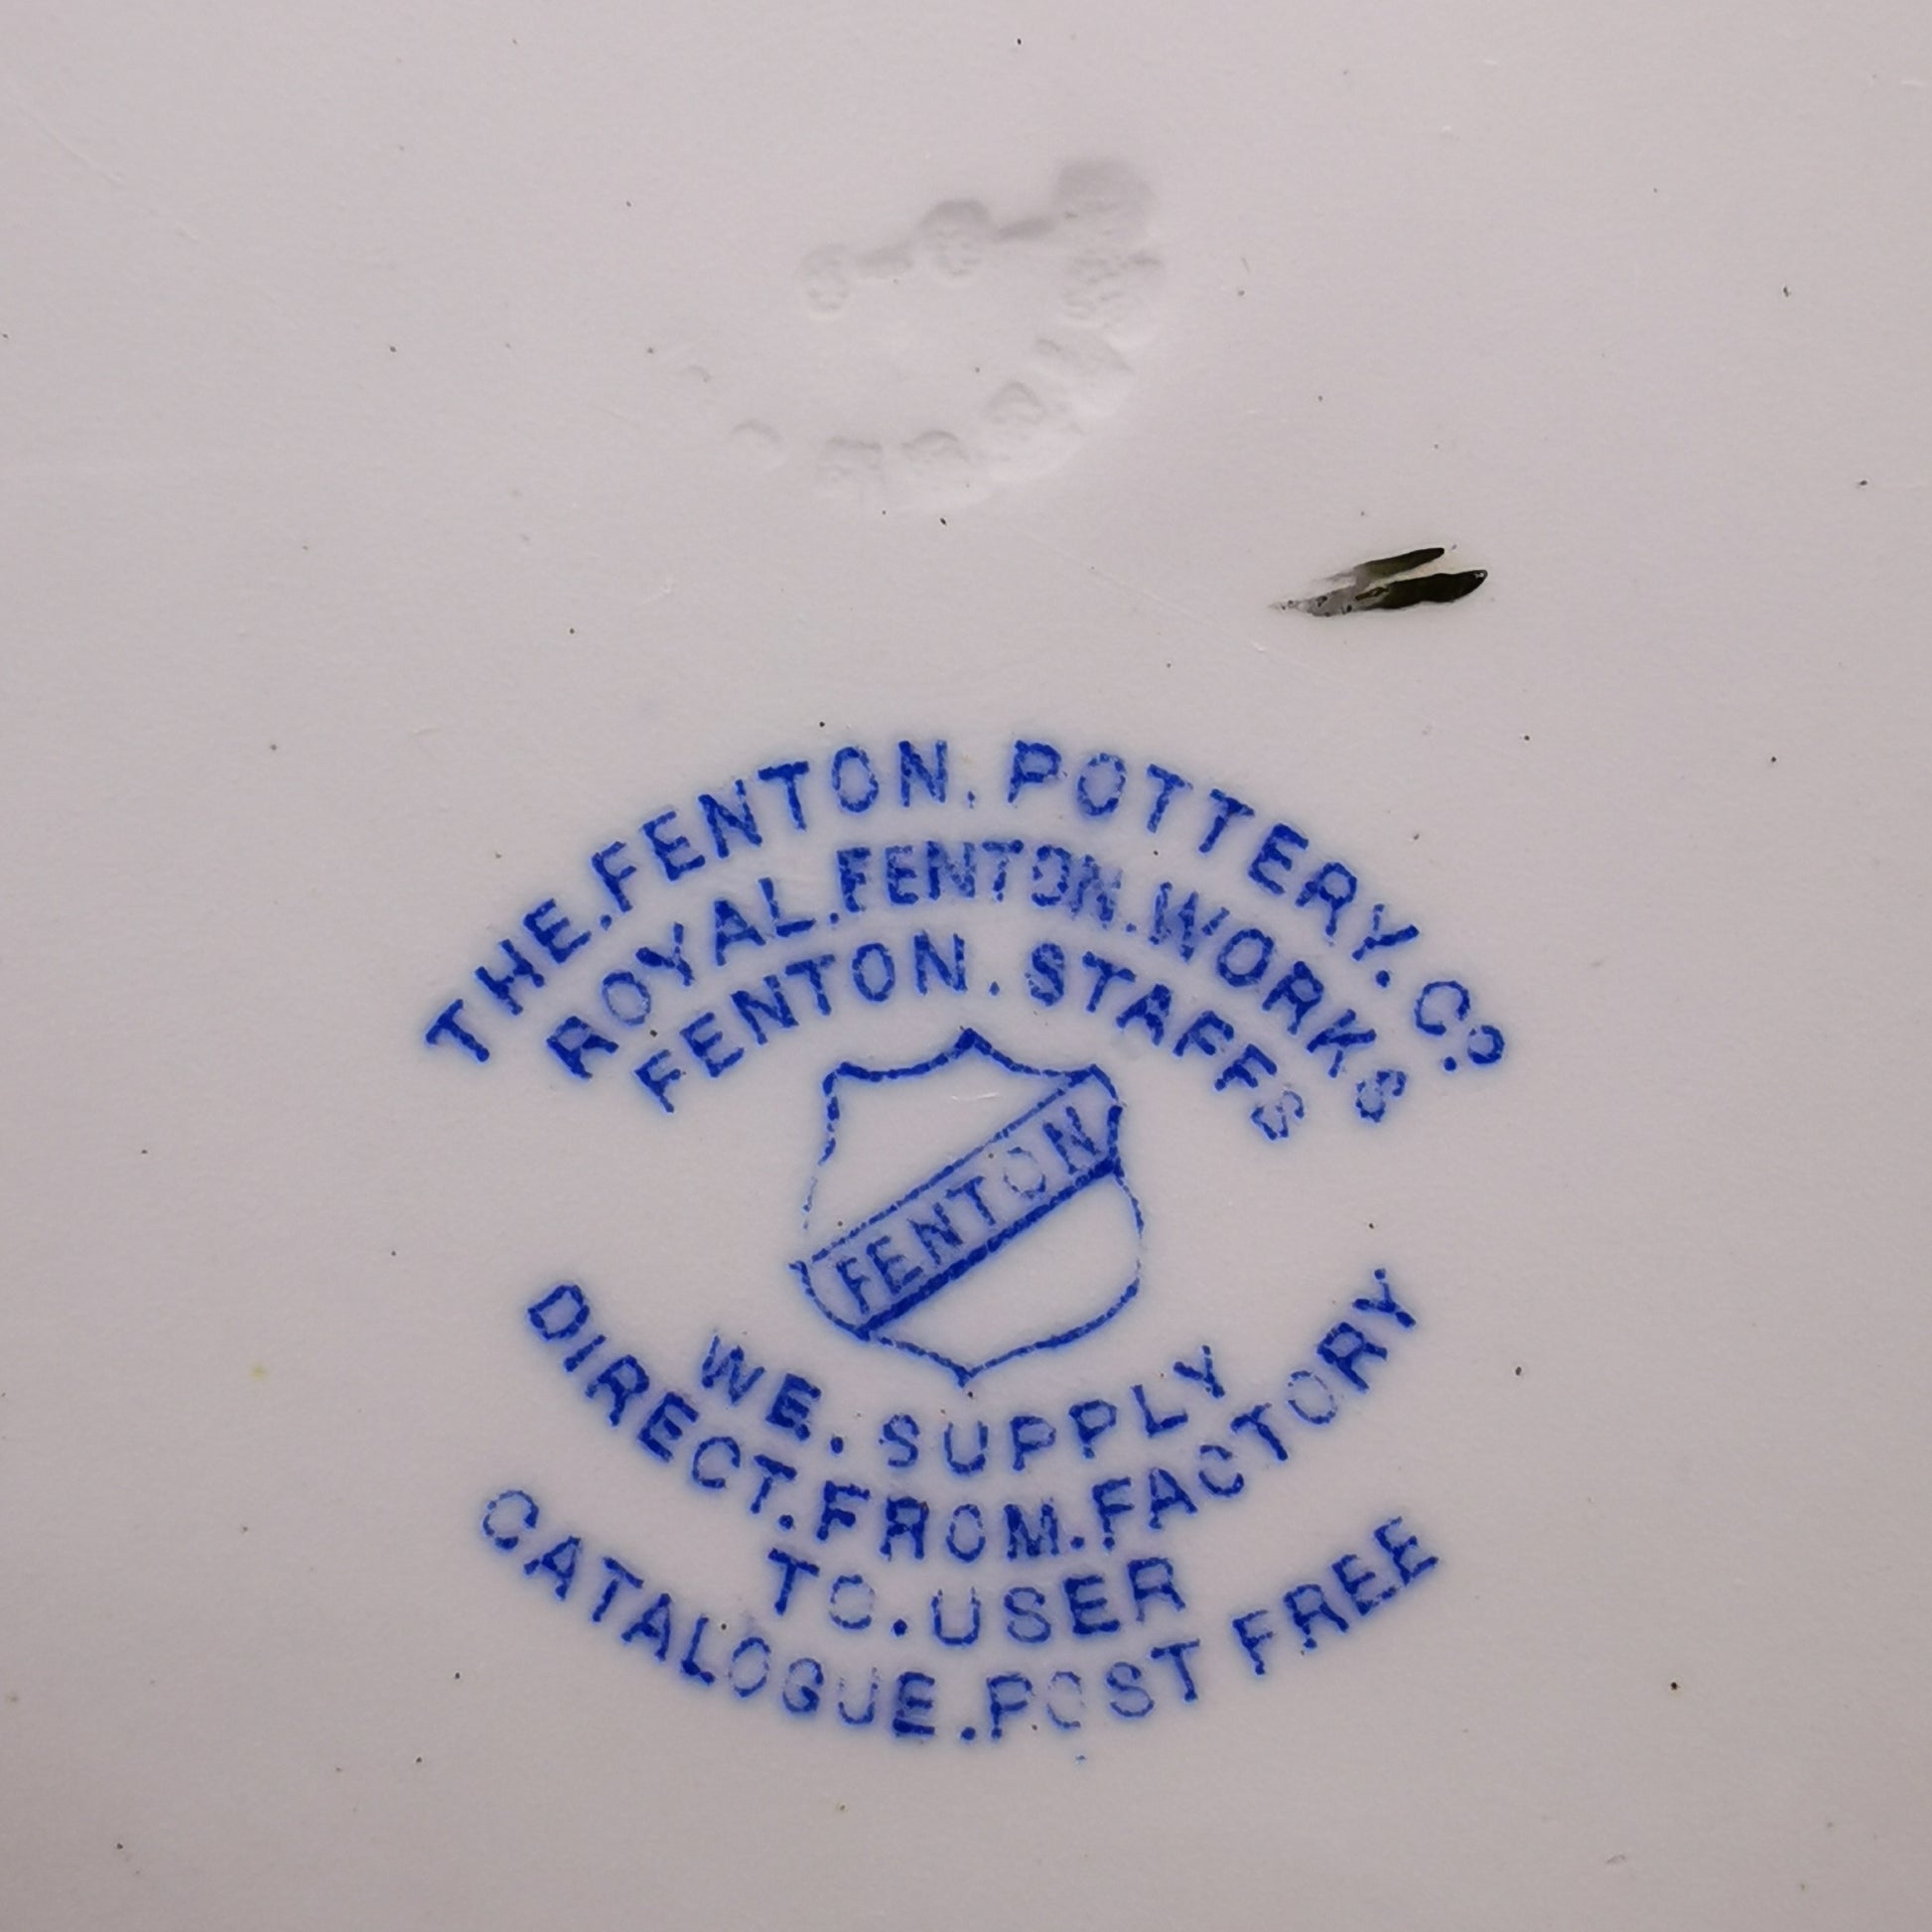 THE.FENTON.POTTERY.Cº
ROYAL.FENTON.WORKS
FENTON.STAFFS
FENTON
WE.SUPPLY
DIRECT.FROM.FACTORY
TO.USER
CATALOGUE.POST FREE